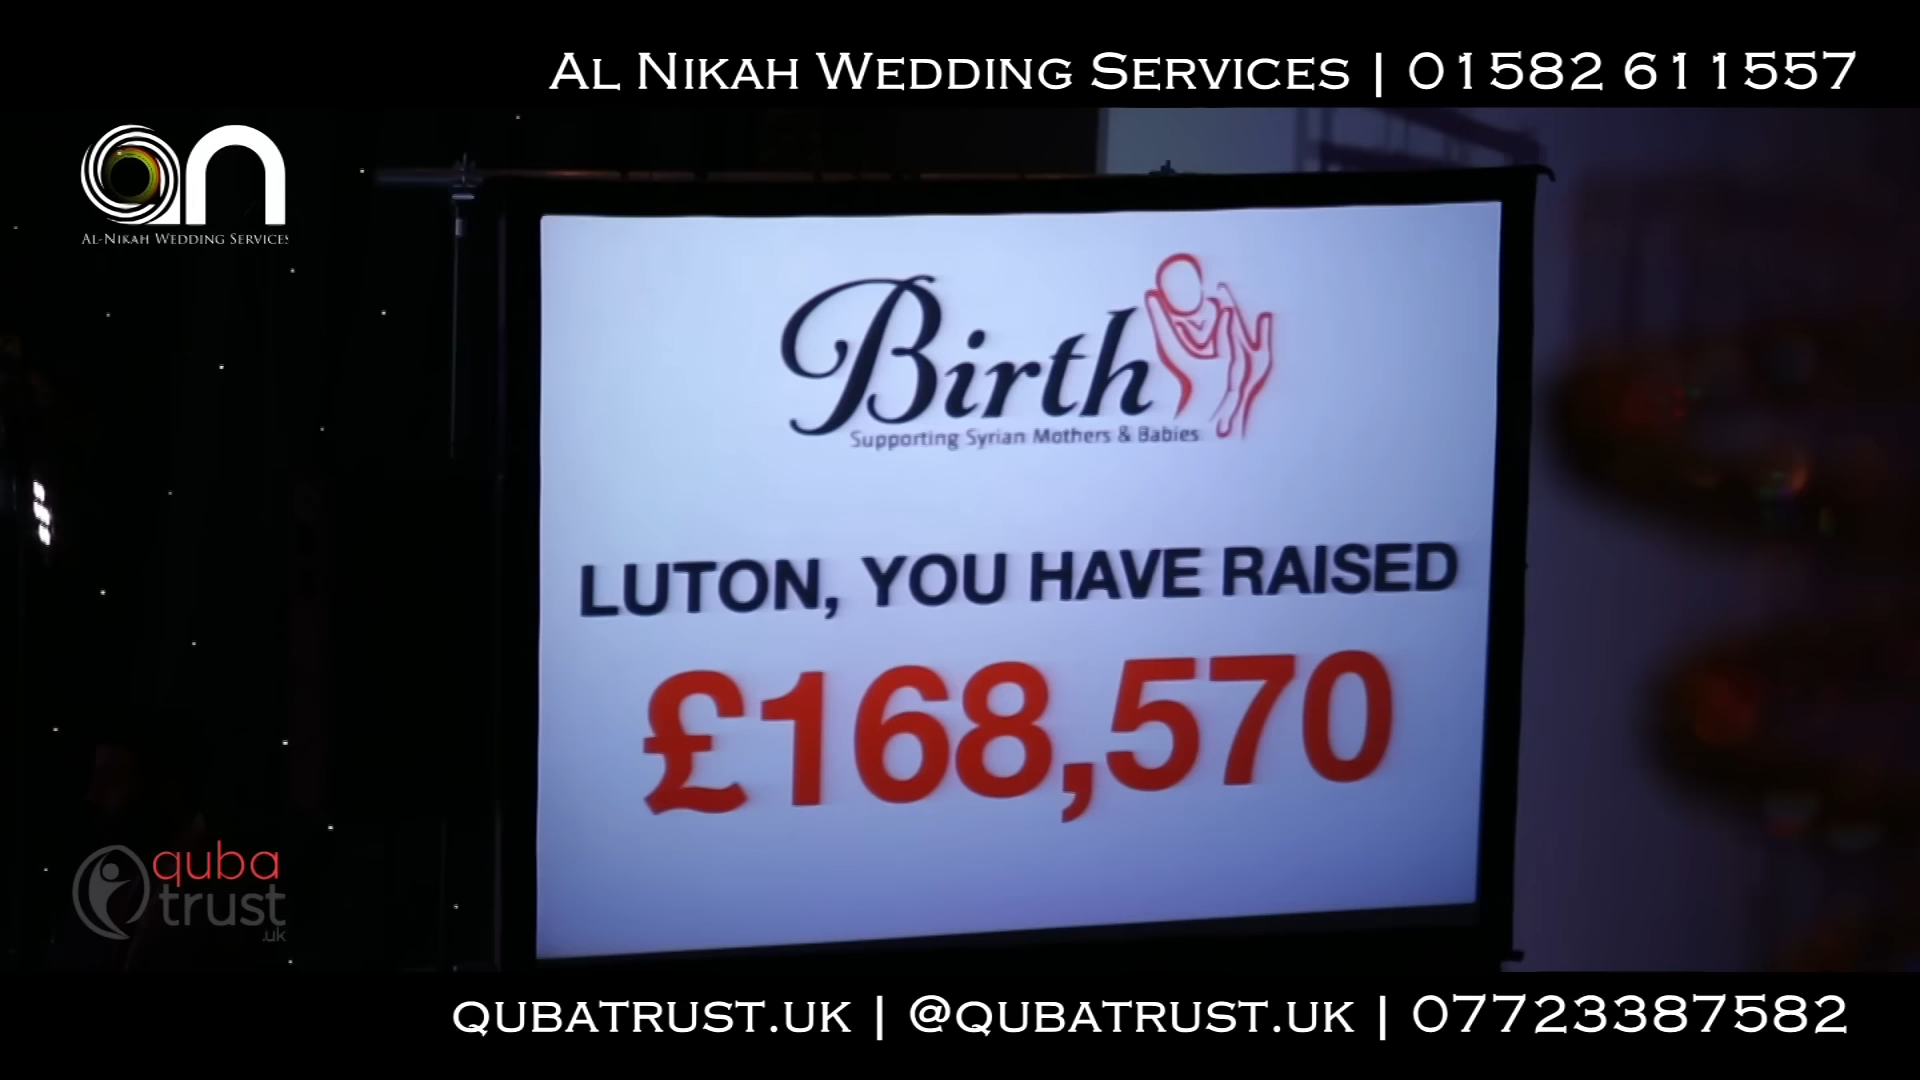 AL NIKAH WEDDING SERVICES | 01582 611557
an
AL-NIKAH WEDDING SERVICES
Birth
Supporting Syrian Mothers & Babies
LUTON, YOU HAVE RAISED
£168,570
quba
trust
.uk
QUBATRUST.UK | @QUBATRUST.UK | 07723387582